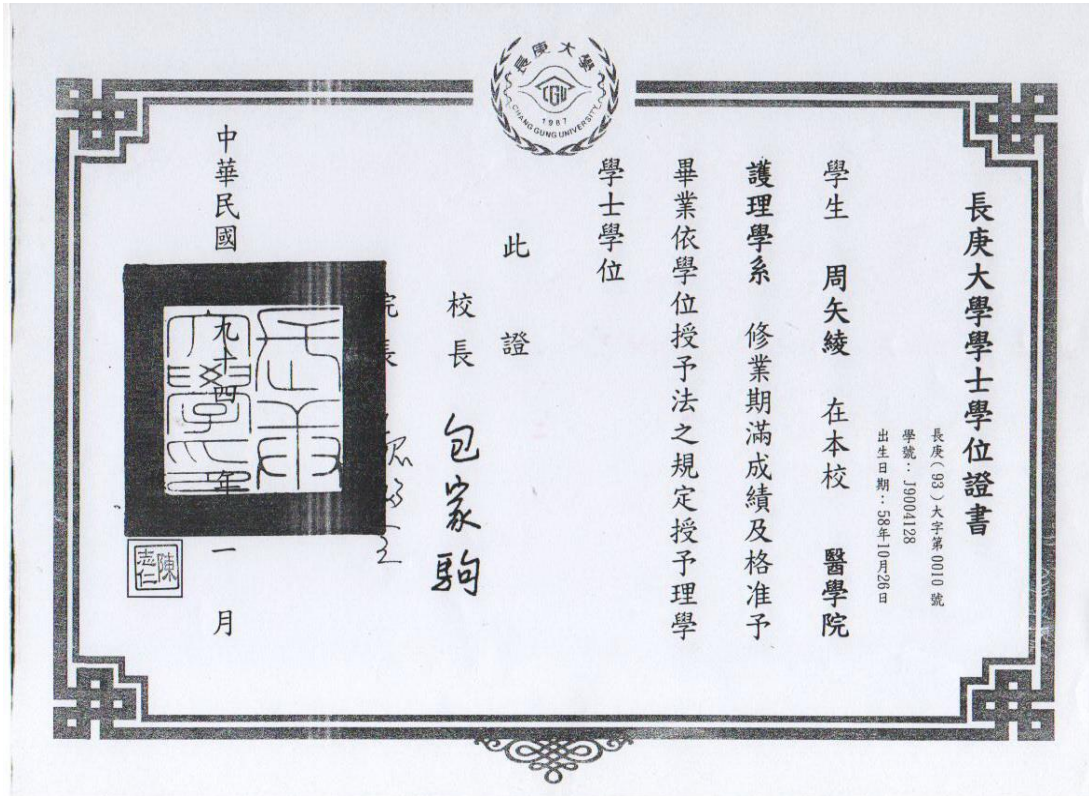 長庚大學
CGU
1987
CHANG GUNG UNIVERSITY
長庚大學學士學位證書
長庚(93)大字第0010號
學號:J9004128
出生日期:58年10月26日
學生 周矢綾 在本校 醫學院
護理學系 修業期滿成績及格准予
畢業依學位授予法之規定授予理學
學士學位
此證
校長 包家駒
院長
中華民國 九十四 年 一 月
陳志仁